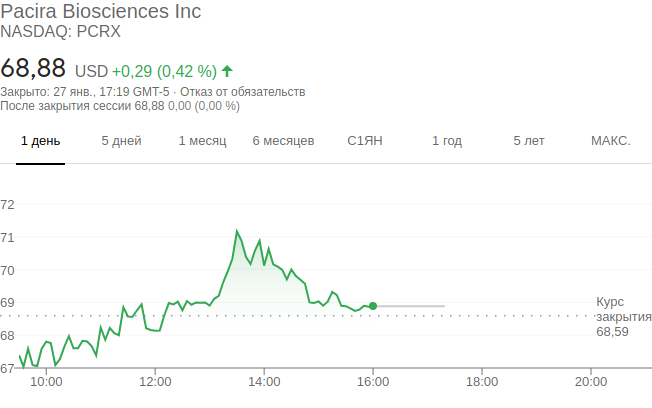 Pacira Biosciences Inc
NASDAQ: PCRX
68,88 USD +0,29 (0,42 %)
Закрыто: 27 янв., 17:19 GMT-5 · Отказ от обязательств
После закрытия сессии 68,88 0,00 (0,00 %)
1 день 5 дней 1 месяц 6 месяцев С1ЯН 1 год 5 лет МАКС.
72
71
70
69
68
67
Курс
закрытия
68,59
10:00 12:00 14:00 16:00 18:00 20:00